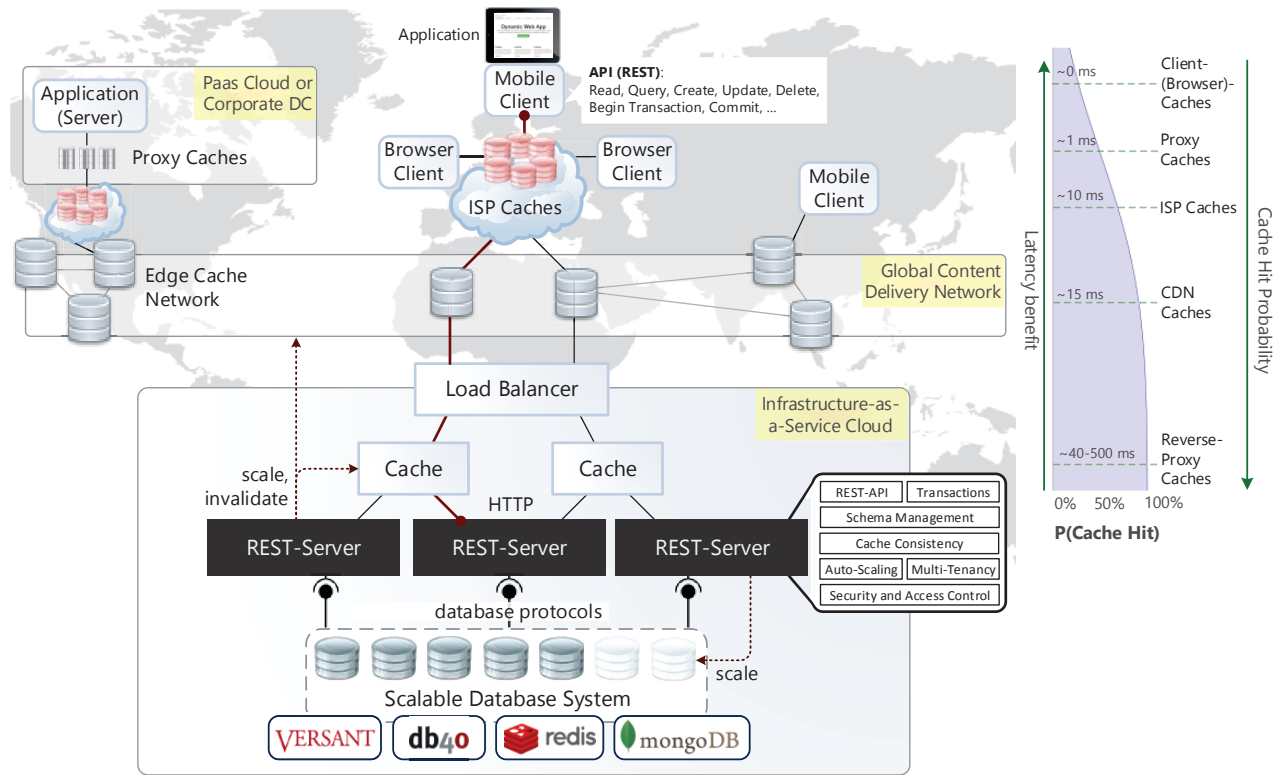 Application
Dynamic Web App
Paas Cloud or
Corporate DC
Application
(Server)
Proxy Caches
Mobile
Client
API (REST):
Read, Query, Create, Update, Delete,
Begin Transaction, Commit, ...
Browser
Client
Browser
Client
ISP Caches
Mobile
Client
Edge Cache
Network
Global Content
Delivery Network
Load Balancer
Infrastructure-as-
a-Service Cloud
Cache
Cache
scale,
invalidate
HTTP
REST-Server
REST-Server
REST-Server
REST-API
Transactions
Schema Management
Cache Consistency
Auto-Scaling
Multi-Tenancy
Security and Access Control
database protocols
scale
Scalable Database System
VERSANT
db4o
redis
mongoDB
Latency benefit
~0 ms
Client-
(Browser)-
Caches
~1 ms
Proxy
Caches
~10 ms
ISP Caches
~15 ms
CDN
Caches
~40-500 ms
Reverse-
Proxy
Caches
Cache Hit Probability
0%
50%
100%
P(Cache Hit)